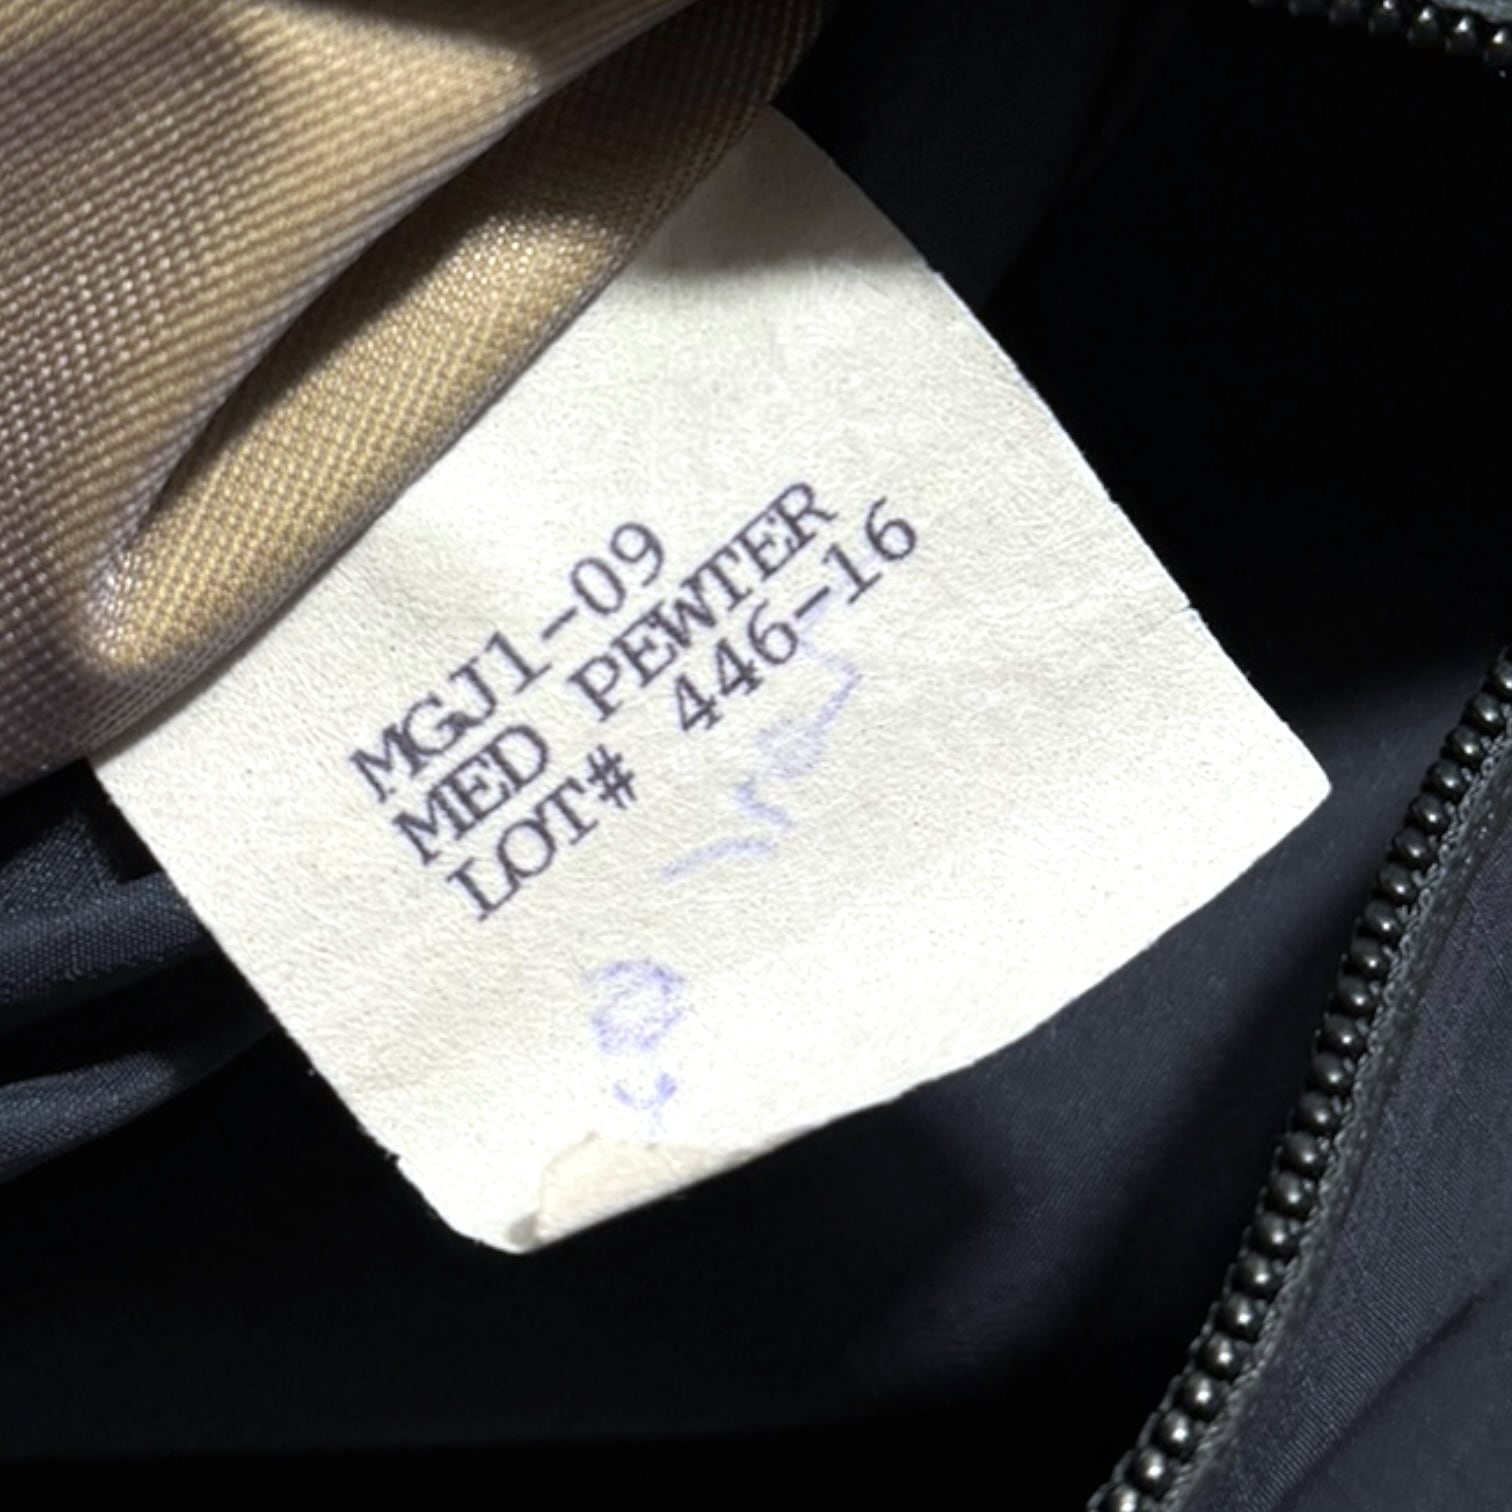 MGJ1-09
MED PEWTER
LOT# 446-16